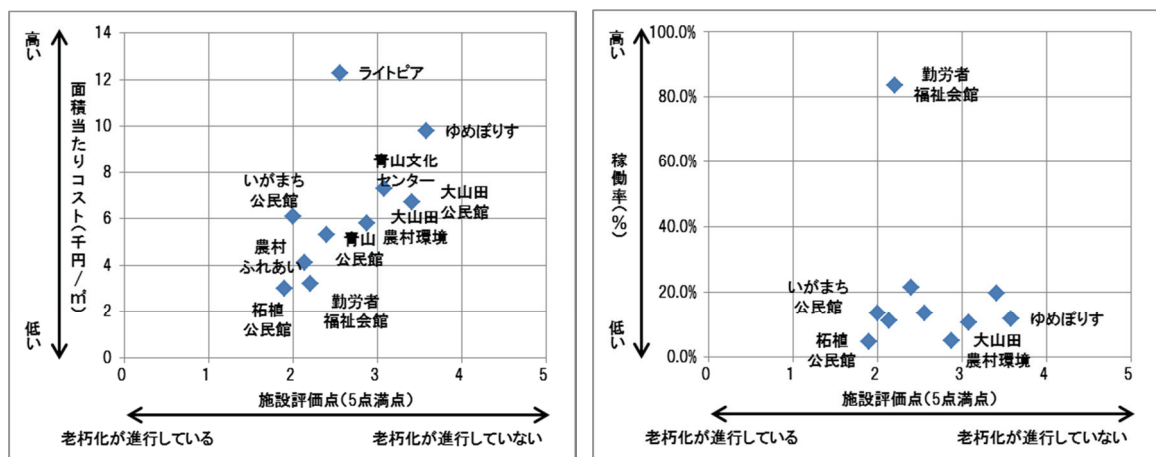 高い
面積当たりコスト(千円/㎡)
低い
14
12
10
8
6
4
2
0
ライトピア
ゆめぽりす
青山文化
センター
いがまち
公民館
大山田
公民館
大山田
農村環境
青山
公民館
農村
ふれあい
柘植
公民館
勤労者
福祉会館
0
1
2
3
4
5
施設評価点(5点満点)
老朽化が進行している
老朽化が進行していない
高い
稼働率(%)
低い
100.0%
80.0%
60.0%
40.0%
20.0%
0.0%
勤労者
福祉会館
いがまち
公民館
ゆめぽりす
柘植
公民館
大山田
農村環境
0
1
2
3
4
5
施設評価点(5点満点)
老朽化が進行している
老朽化が進行していない